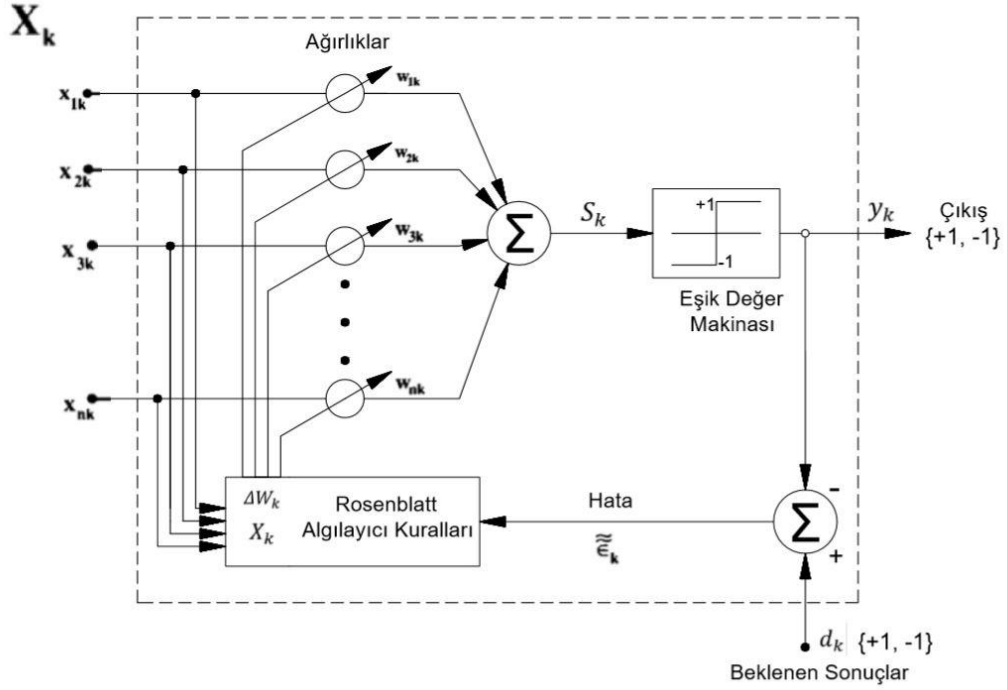 X_k
Ağırlıklar
x_1k
w_1k
x_2k
w_2k
x_3k
w_3k
x_nk
w_nk
Σ
S_k
+1
-1
Eşik Değer
Makinası
y_k
Çıkış
{+1, -1}
ΔW_k
X_k
Rosenblatt
Algılayıcı Kuralları
Hata
ε̃̃_k
-
Σ
+
d_k {+1, -1}
Beklenen Sonuçlar